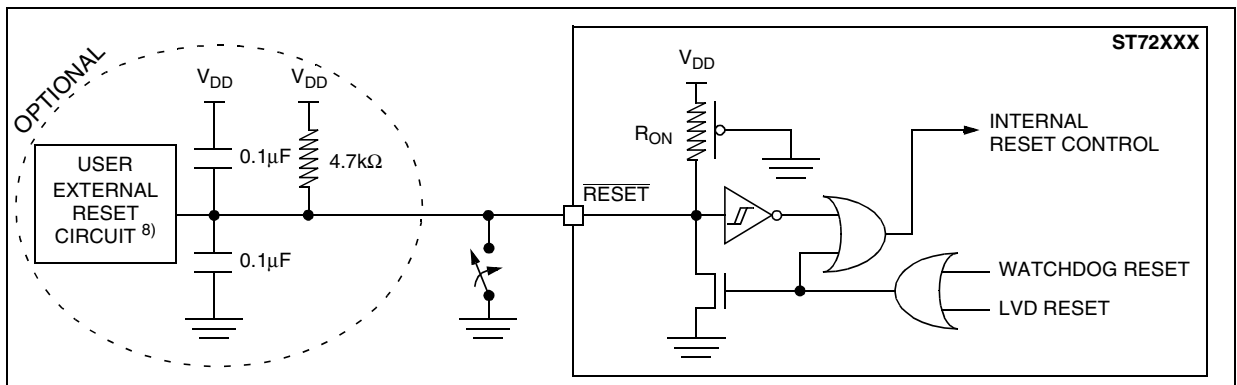 ST72XXX
OPTIONAL
VDD
VDD
VDD
USER
EXTERNAL
RESET
CIRCUIT 8)
0.1μF
4.7kΩ
0.1μF
RESET
RON
INTERNAL
RESET CONTROL
WATCHDOG RESET
LVD RESET